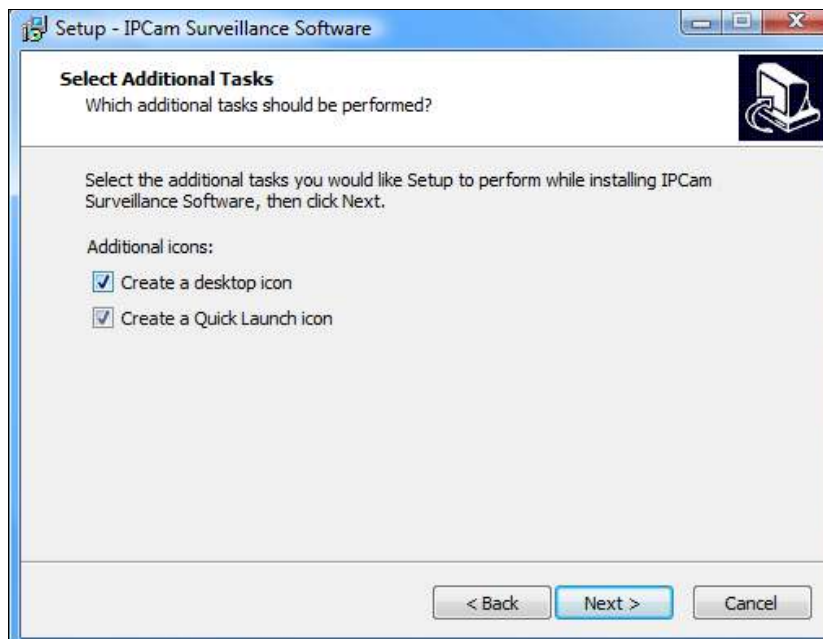 Setup - IPCam Surveillance Software
Select Additional Tasks
Which additional tasks should be performed?
Select the additional tasks you would like Setup to perform while installing IPCam
Surveillance Software, then click Next.
Additional icons:
Create a desktop icon
Create a Quick Launch icon
< Back Next > Cancel